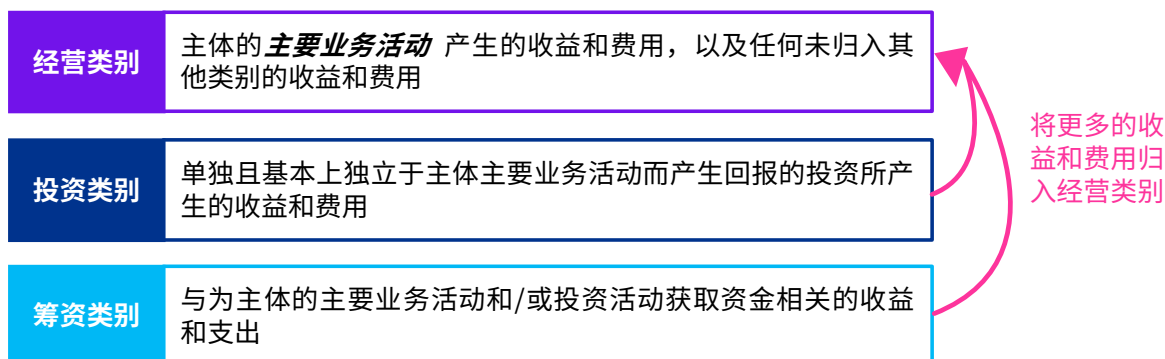 经营类别
主体的主要业务活动 产生的收益和费用，以及任何未归入其
他类别的收益和费用
将更多的收
益和费用归
入经营类别
投资类别
单独且基本上独立于主体主要业务活动而产生回报的投资所产
生的收益和费用
筹资类别
与为主体的主要业务活动和/或投资活动获取资金相关的收益
和支出